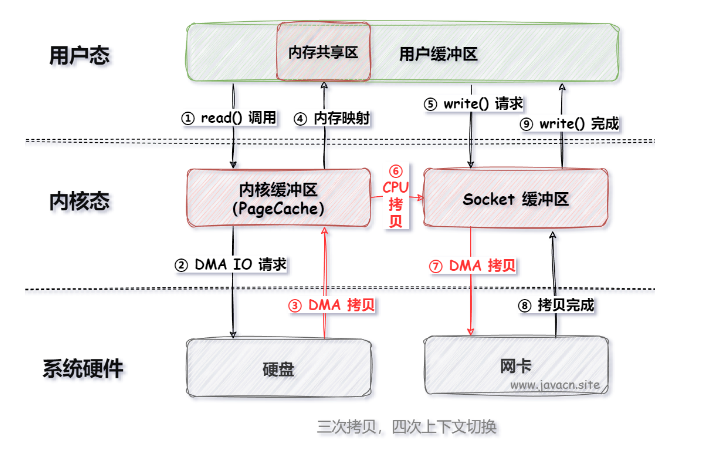 用户态
内存共享区
用户缓冲区
① read() 调用
④ 内存映射
⑤ write() 请求
⑨ write() 完成
内核态
内核缓冲区
(PageCache)
⑥
CPU
拷
贝
Socket 缓冲区
② DMA IO 请求
③ DMA 拷贝
⑦ DMA 拷贝
⑧ 拷贝完成
系统硬件
硬盘
网卡
www.javacn.site
三次拷贝，四次上下文切换